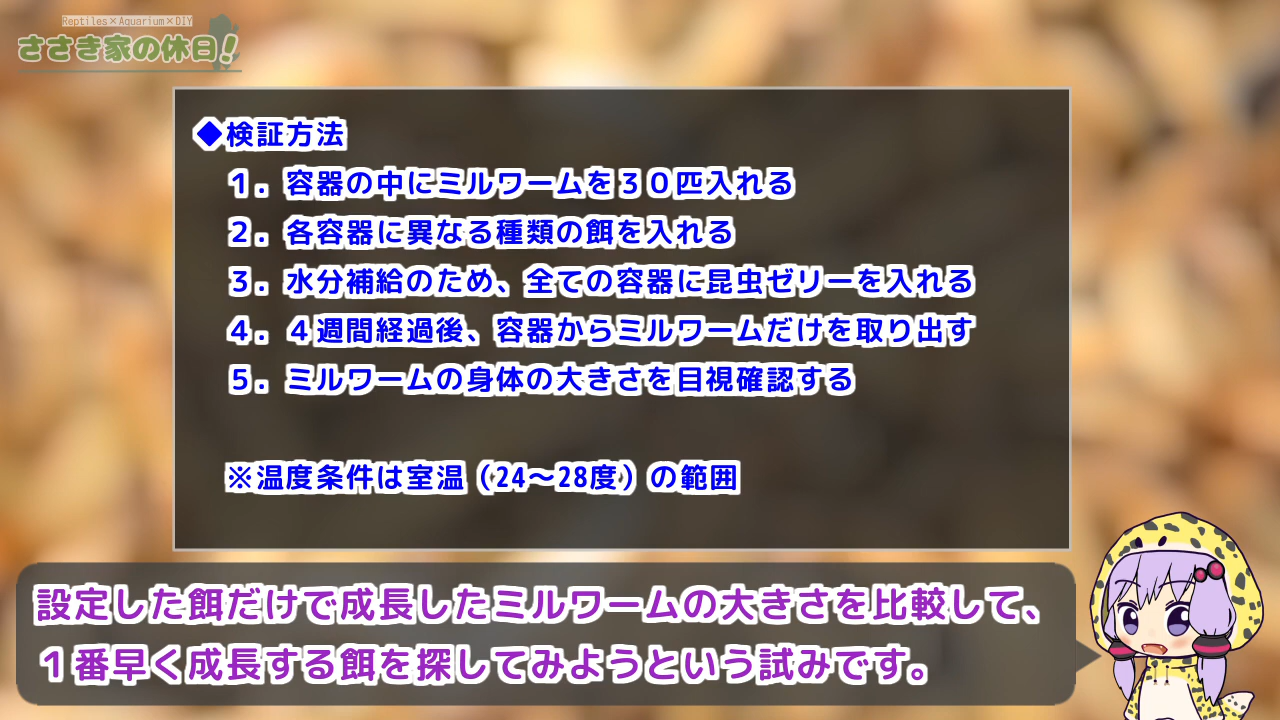 Reptiles×Aquarium×DIY
ささき家の休日!
◆検証方法
１．容器の中にミルワームを３０匹入れる
２．各容器に異なる種類の餌を入れる
３．水分補給のため、全ての容器に昆虫ゼリーを入れる
４．４週間経過後、容器からミルワームだけを取り出す
５．ミルワームの身体の大きさを目視確認する
※温度条件は室温（24～28度）の範囲
設定した餌だけで成長したミルワームの大きさを比較して、
１番早く成長する餌を探してみようという試みです。